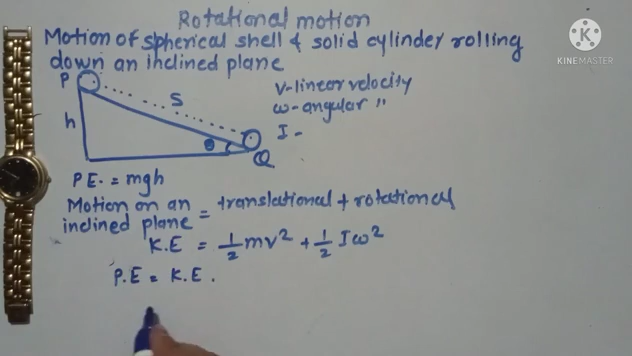 Rotational motion
Motion of spherical shell & solid cylinder rolling
down an inclined plane
KINEMASTER
P
S
h
θ
Q
V-linear velocity
ω-angular "
I -
P.E. = mgh
Motion on an inclined plane = translational + rotational
K.E = 1/2 mv² + 1/2 Iω²
P.E = K.E.